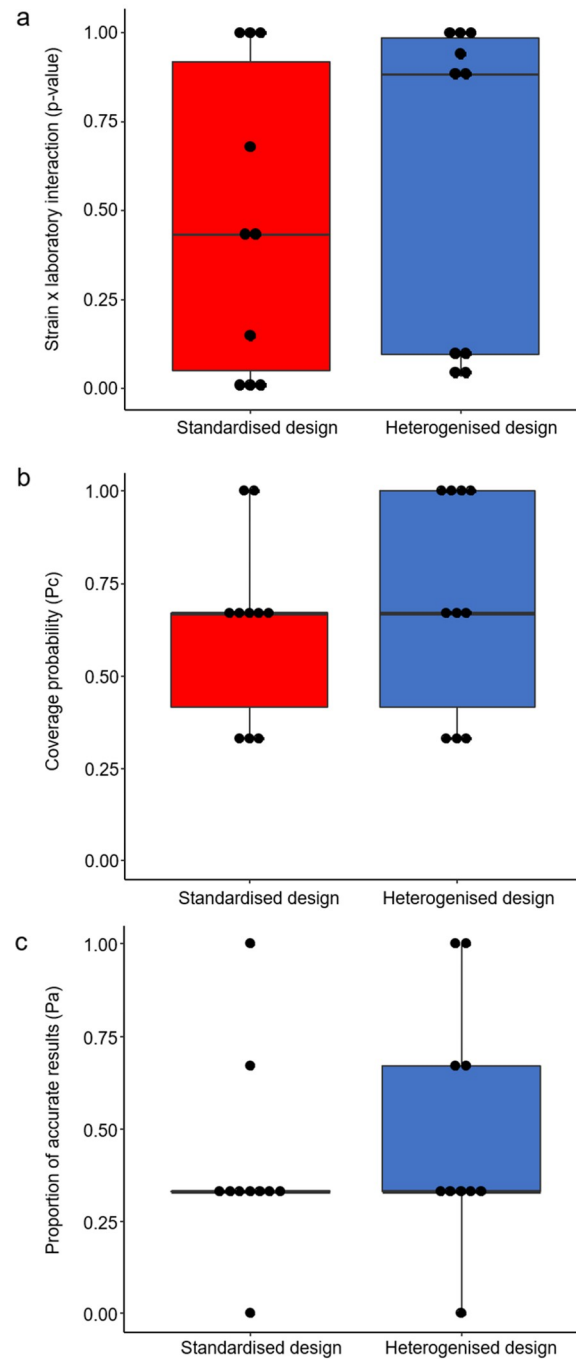 a
Strain x laboratory interaction (p-value)
1.00
0.75
0.50
0.25
0.00
Standardised design Heterogenised design
b
Coverage probability (Pc)
1.00
0.75
0.50
0.25
0.00
Standardised design Heterogenised design
c
Proportion of accurate results (Pa)
1.00
0.75
0.50
0.25
0.00
Standardised design Heterogenised design